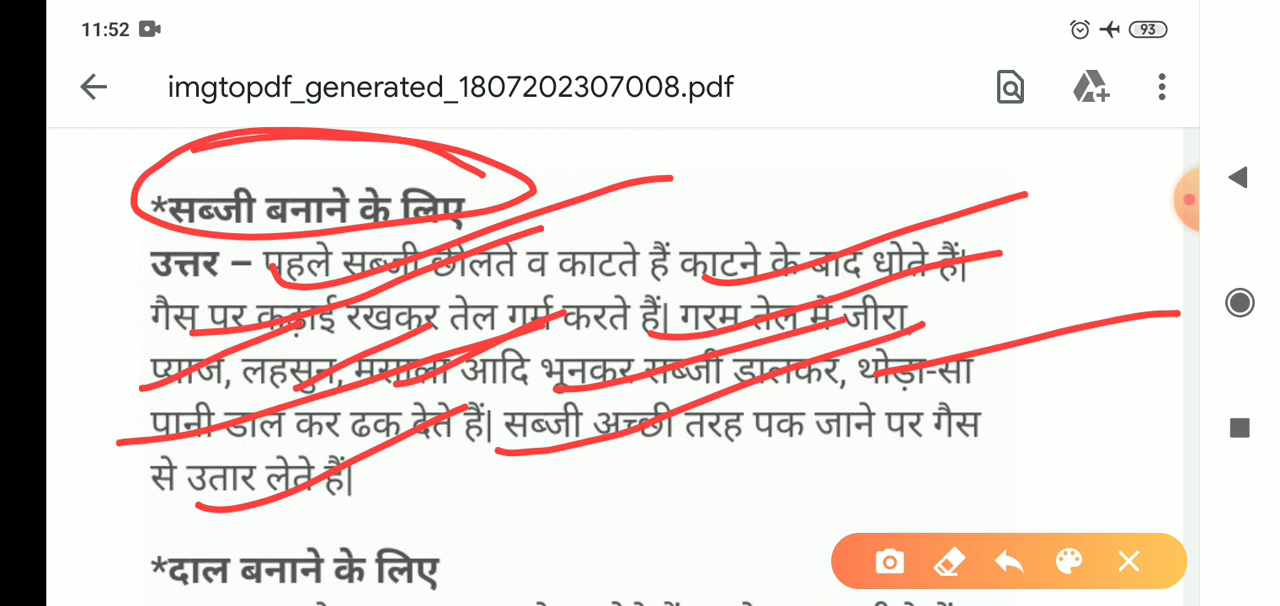 11:52
93
imgtopdf_generated_1807202307008.pdf
*सब्जी बनाने के लिए
उत्तर – पहले सब्जी छीलते व काटते हैं काटने के बाद धोते हैं|
गैस पर कढ़ाई रखकर तेल गर्म करते हैं| गरम तेल में जीरा
प्याज, लहसुन, मसाला आदि भूनकर सब्जी डालकर, थोड़ा-सा
पानी डाल कर ढक देते हैं| सब्जी अच्छी तरह पक जाने पर गैस
से उतार लेते हैं|
*दाल बनाने के लिए